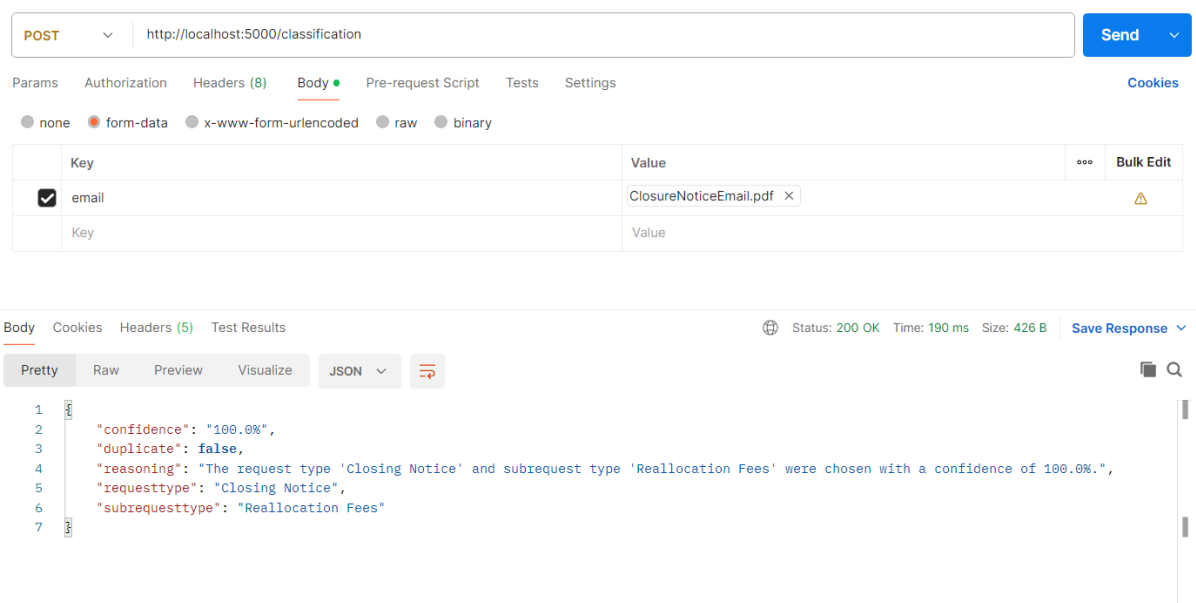 POST http://localhost:5000/classification Send
Params Authorization Headers (8) Body Pre-request Script Tests Settings Cookies
none form-data x-www-form-urlencoded raw binary
Key Value ooo Bulk Edit
email ClosureNoticeEmail.pdf ×
Key Value
Body Cookies Headers (5) Test Results Status: 200 OK Time: 190 ms Size: 426 B Save Response
Pretty Raw Preview Visualize JSON
1 {
2 "confidence": "100.0%",
3 "duplicate": false,
4 "reasoning": "The request type 'Closing Notice' and subrequest type 'Reallocation Fees' were chosen with a confidence of 100.0%.",
5 "requesttype": "Closing Notice",
6 "subrequesttype": "Reallocation Fees"
7 }